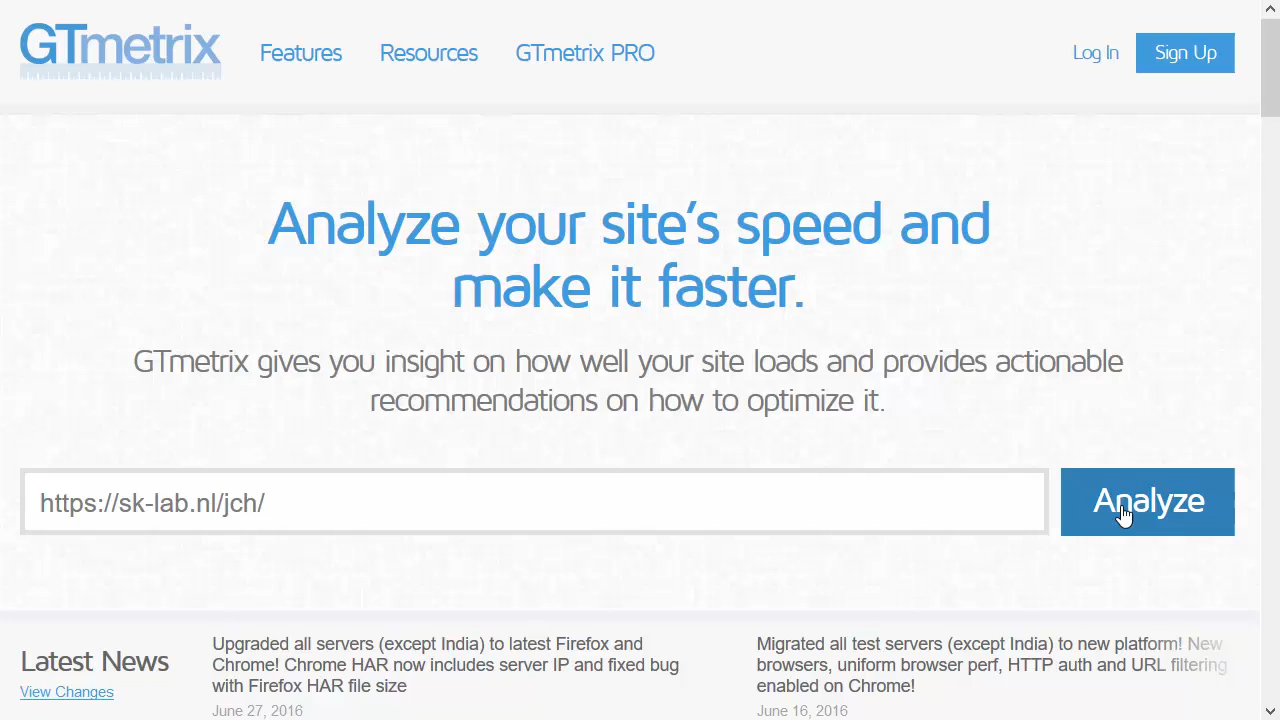 GTmetrix
Features
Resources
GTmetrix PRO
Log In
Sign Up
Analyze your site's speed and
make it faster.
GTmetrix gives you insight on how well your site loads and provides actionable
recommendations on how to optimize it.
https://sk-lab.nl/jch/
Analyze
Latest News
View Changes
Upgraded all servers (except India) to latest Firefox and
Chrome! Chrome HAR now includes server IP and fixed bug
with Firefox HAR file size
June 27, 2016
Migrated all test servers (except India) to new platform! New
browsers, uniform browser perf, HTTP auth and URL filtering
enabled on Chrome!
June 16, 2016